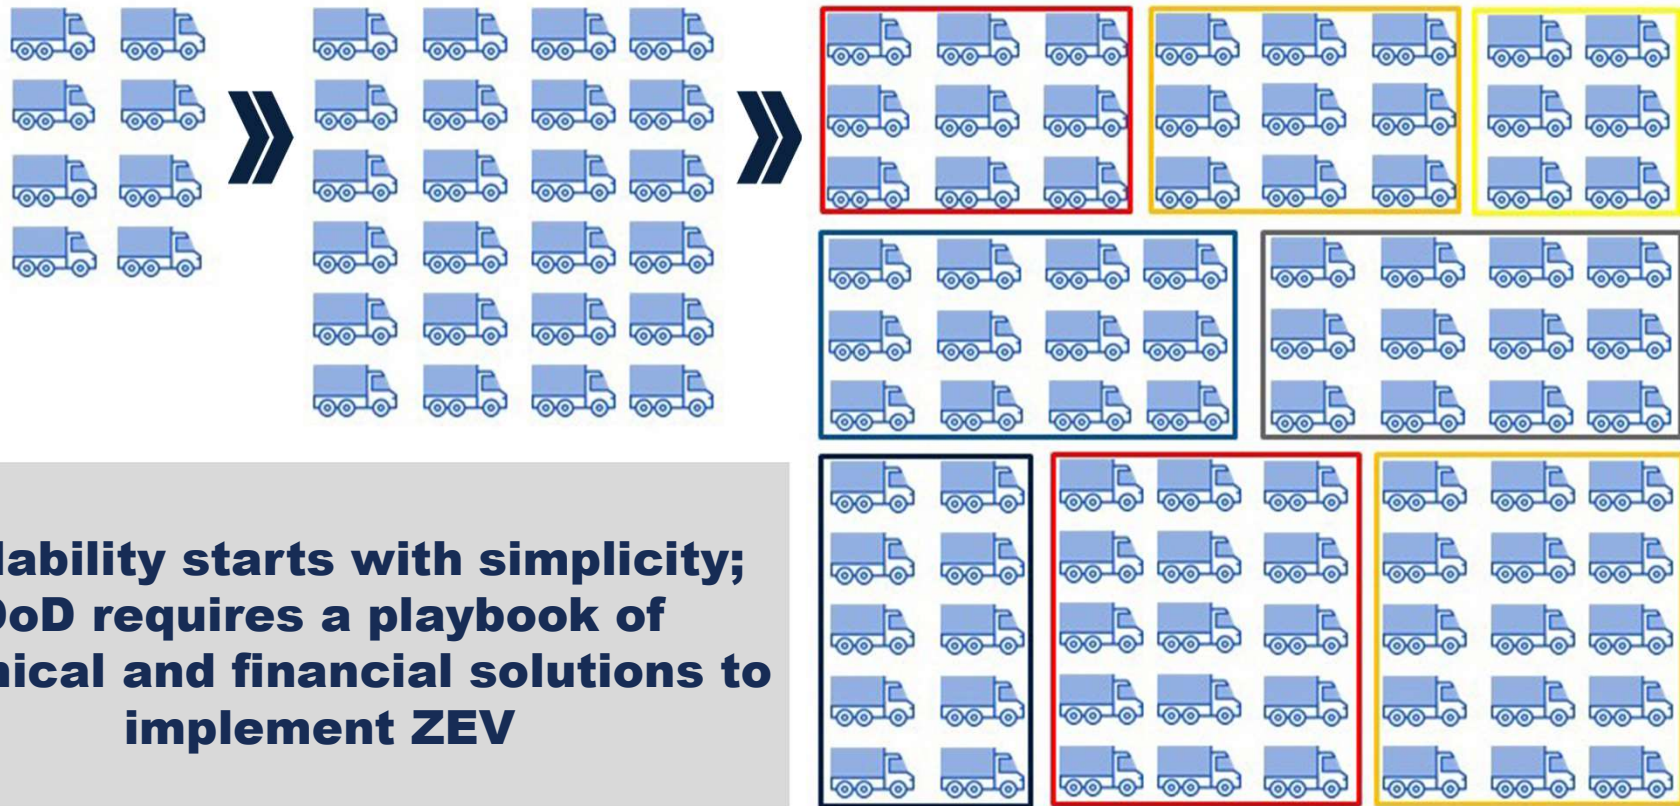 lability starts with simplicity;
DoD requires a playbook of
nical and financial solutions to
implement ZEV